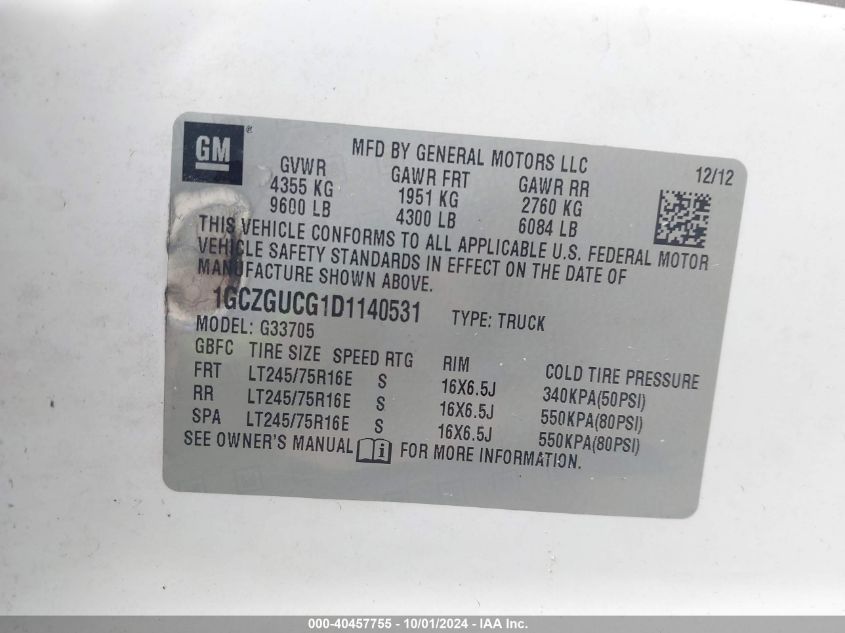 GM®
MFD BY GENERAL MOTORS LLC 12/12
GVWR GAWR FRT GAWR RR
4355 KG 1951 KG 2760 KG
9600 LB 4300 LB 6084 LB
THIS VEHICLE CONFORMS TO ALL APPLICABLE U.S. FEDERAL MOTOR
VEHICLE SAFETY STANDARDS IN EFFECT ON THE DATE OF
MANUFACTURE SHOWN ABOVE.
1GCZGUCG1D1140531 TYPE: TRUCK
MODEL: G33705
GBFC TIRE SIZE SPEED RTG RIM COLD TIRE PRESSURE
FRT LT245/75R16E S 16X6.5J 340KPA(50PSI)
RR LT245/75R16E S 16X6.5J 550KPA(80PSI)
SPA LT245/75R16E S 16X6.5J 550KPA(80PSI)
SEE OWNER'S MANUAL i FOR MORE INFORMATION.
000-40457755 - 10/01/2024 - IAA Inc.